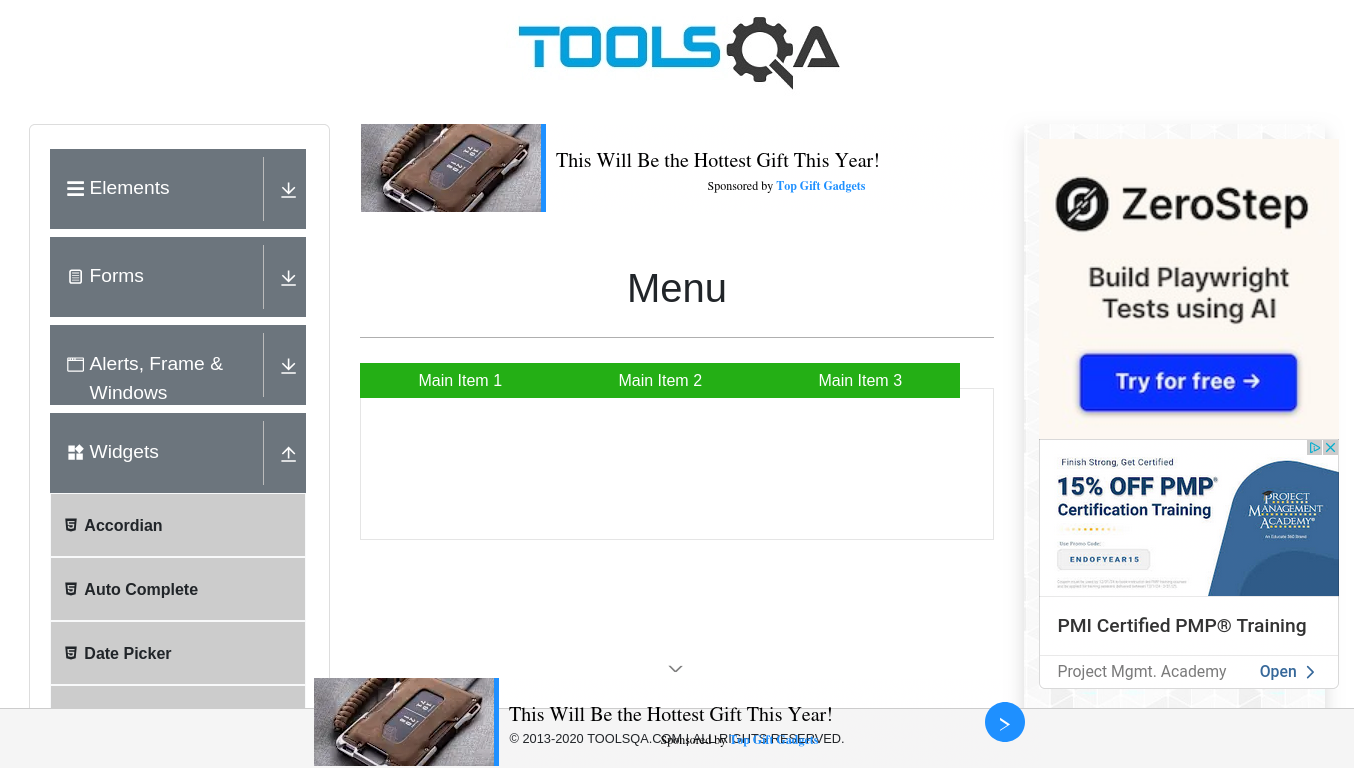 TOOLSQA
Elements
Forms
Alerts, Frame &
Windows
Widgets
Accordian
Auto Complete
Date Picker
This Will Be the Hottest Gift This Year!
Sponsored by Top Gift Gadgets
Menu
Main Item 1
Main Item 2
Main Item 3
ZeroStep
Build Playwright
Tests using AI
Try for free →
Finish Strong, Get Certified
15% OFF PMP®
Certification Training
Use Promo Code:
ENDOFYEAR15
PROJECT
MANAGEMENT
ACADEMY®
An Educate 360 Brand
PMI Certified PMP® Training
Project Mgmt. Academy
Open
This Will Be the Hottest Gift This Year!
© 2013-2020 TOOLSQA.COM | ALL RIGHTS RESERVED.
Sponsored by Top Gift Gadgets